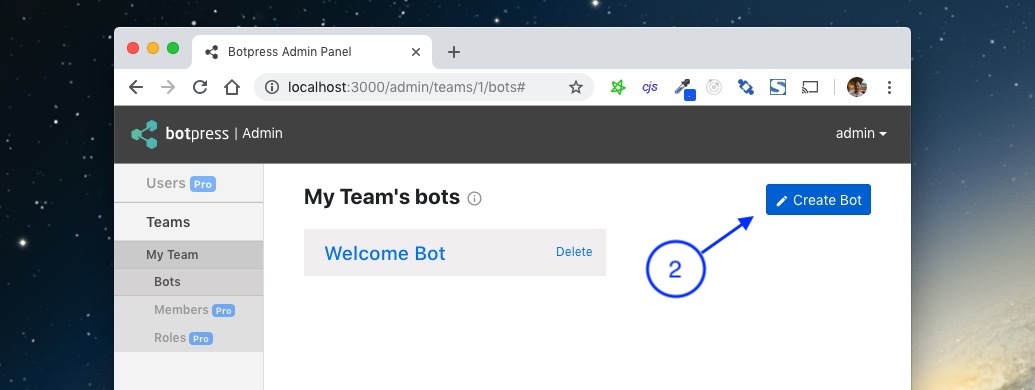 Botpress Admin Panel
localhost:3000/admin/teams/1/bots#
cjs
botpress | Admin
admin
Users Pro
My Team's bots
Create Bot
Teams
Welcome Bot
Delete
My Team
2
Bots
Members Pro
Roles Pro